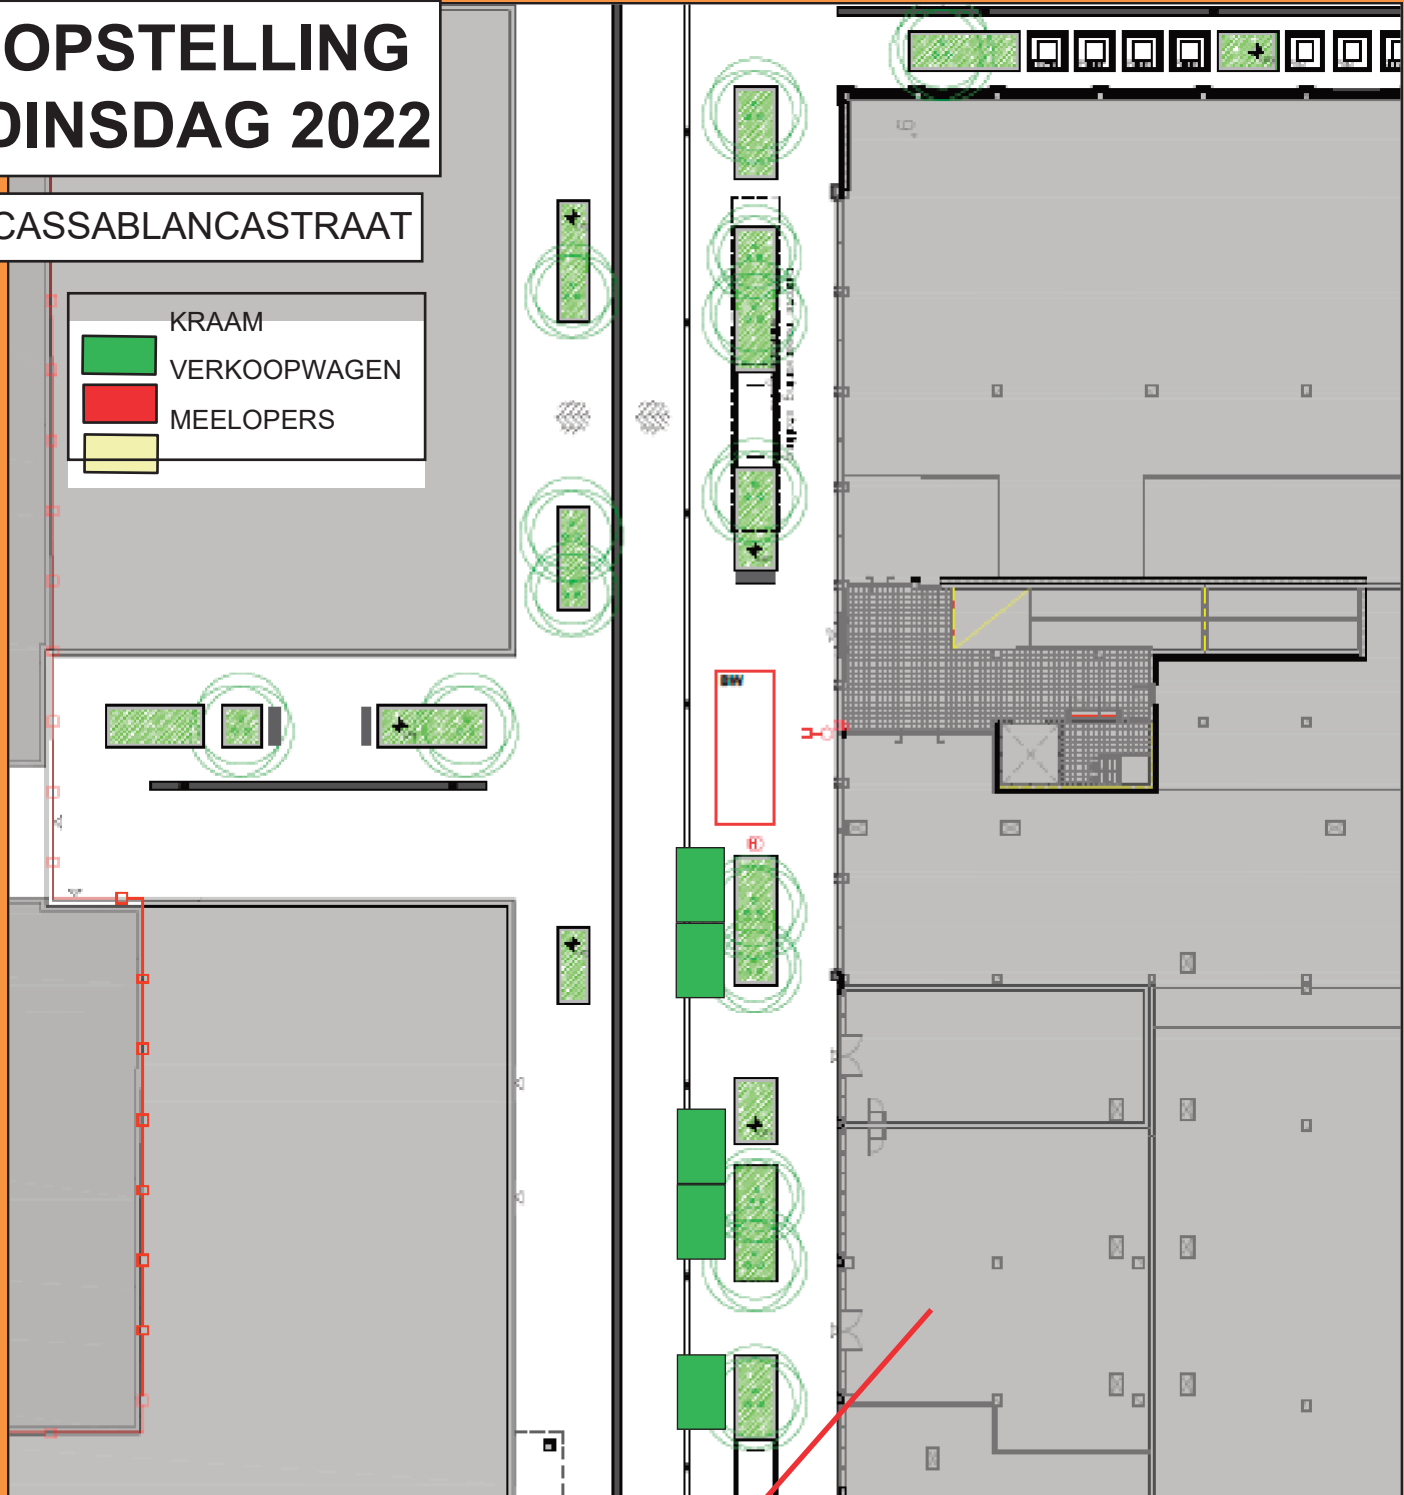 OPSTELLING
DINSDAG 2022
CASSABLANCASTRAAT
KRAAM
VERKOOPWAGEN
MEELOPERS
H